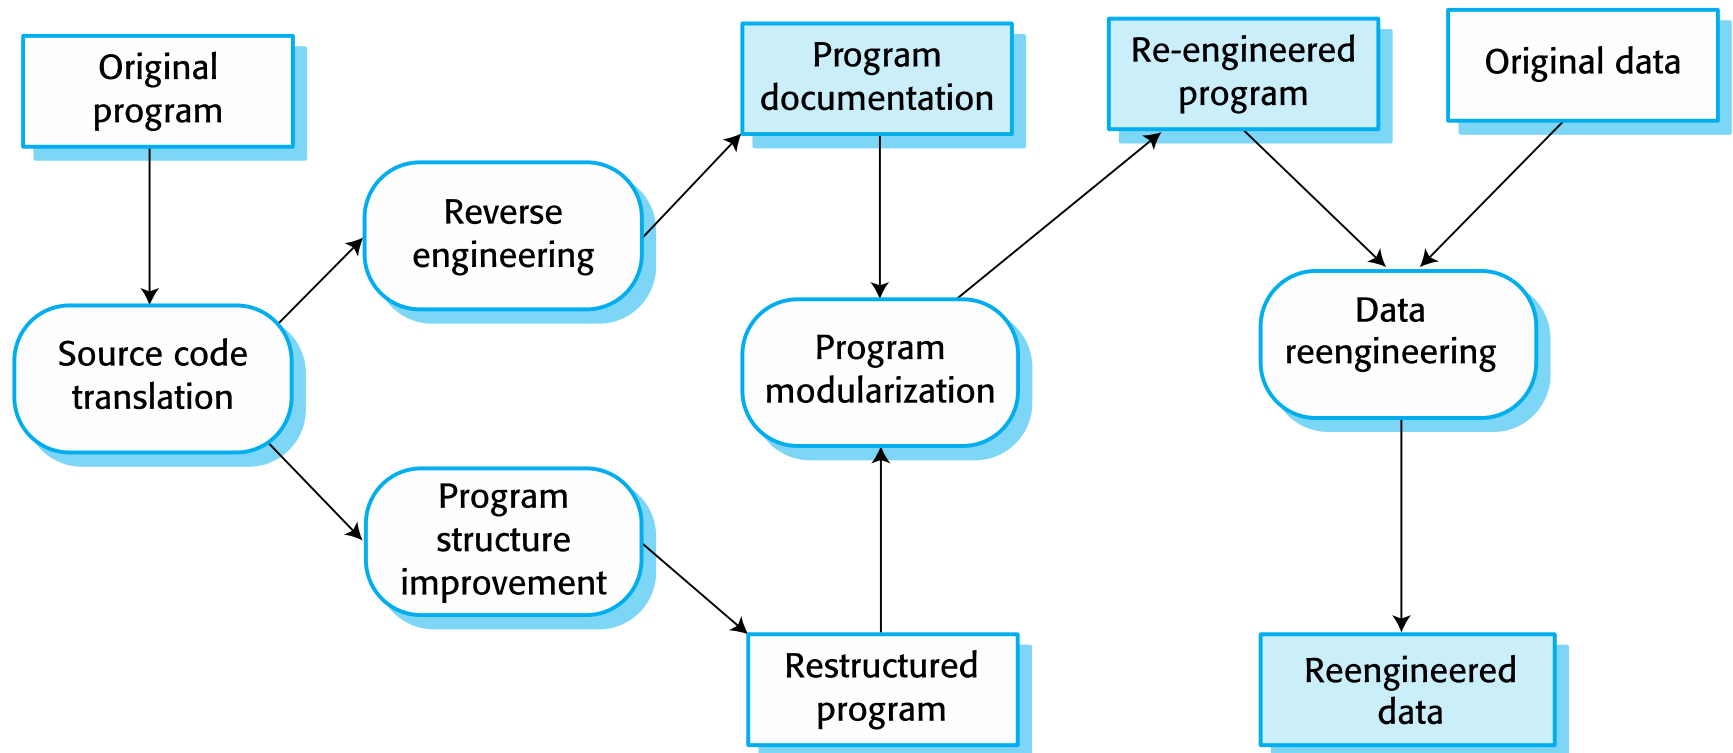 Original
program
Program
documentation
Re-engineered
program
Original data
Reverse
engineering
Source code
translation
Program
modularization
Data
reengineering
Program
structure
improvement
Restructured
program
Reengineered
data